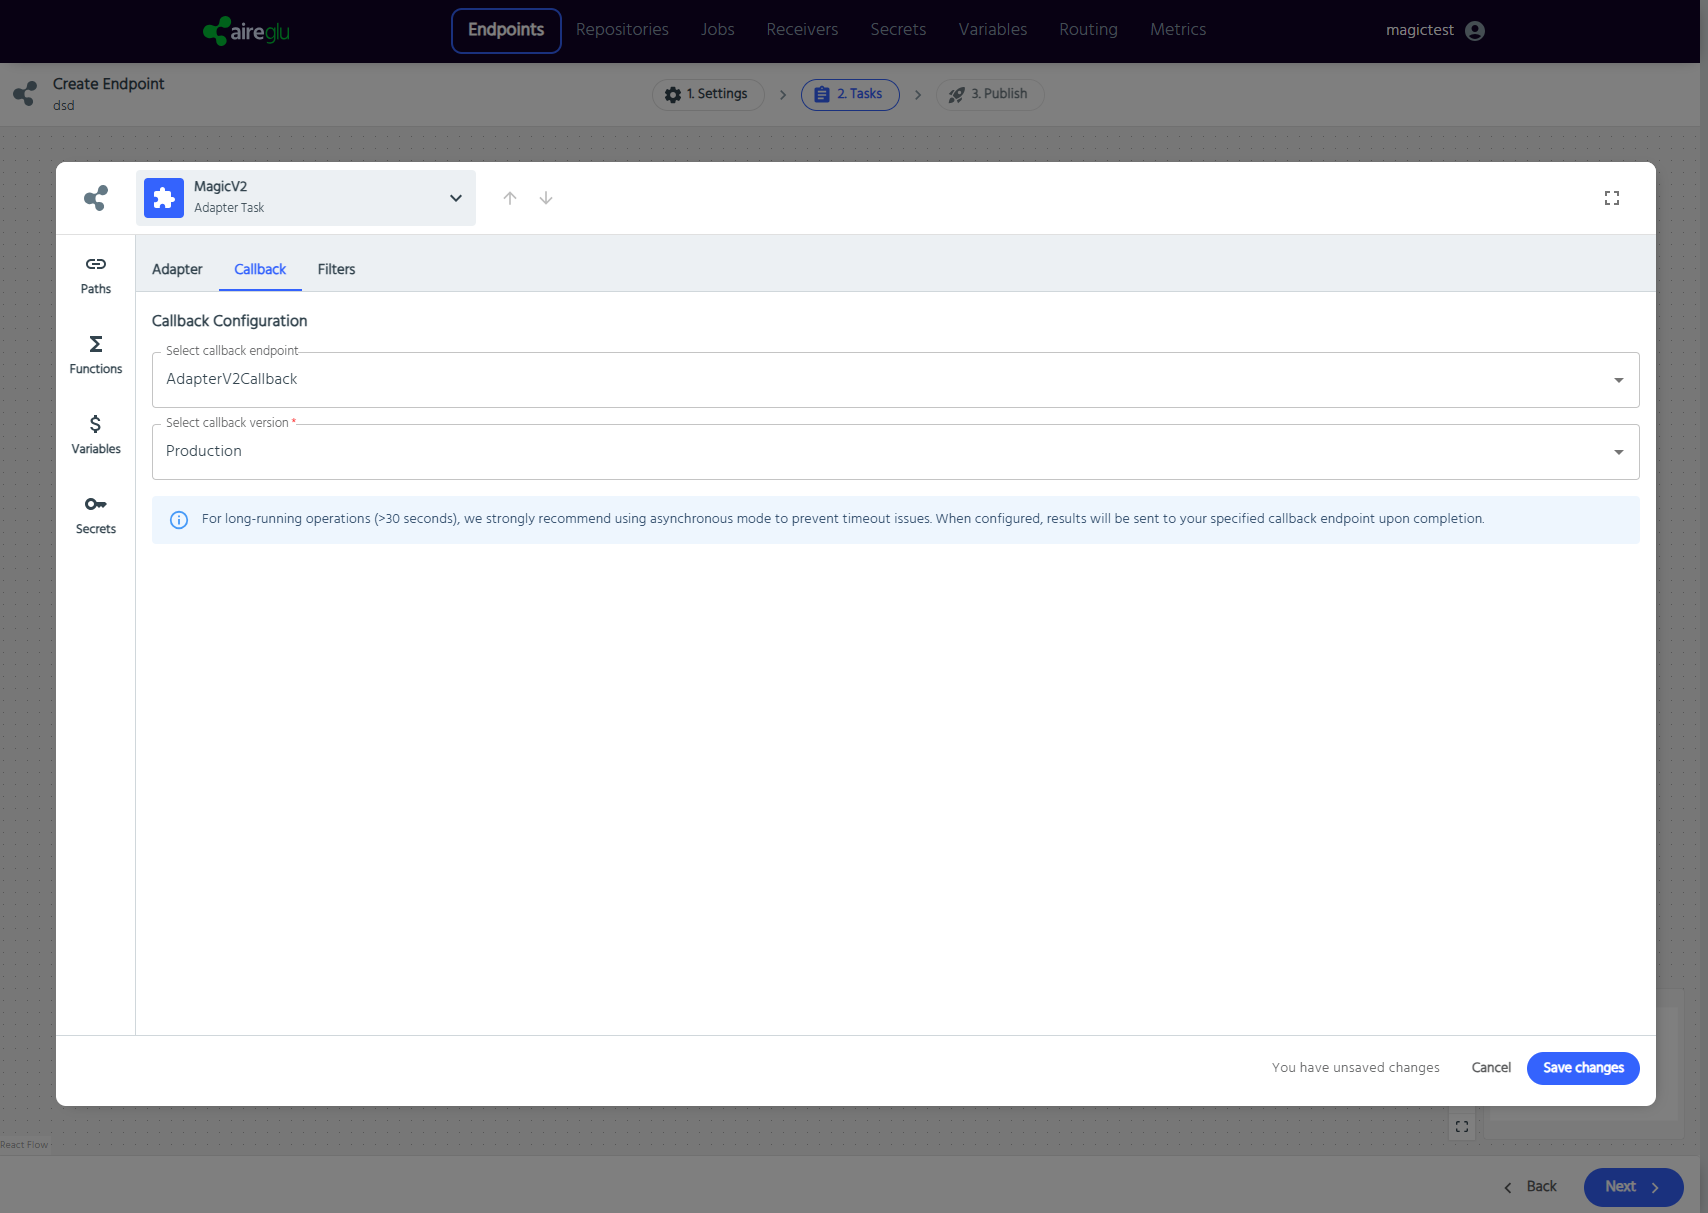 aireglu
Endpoints
Repositories
Jobs
Receivers
Secrets
Variables
Routing
Metrics
magictest
Create Endpoint
dsd
1. Settings
2. Tasks
3. Publish
MagicV2
Adapter Task
Paths
Functions
Variables
Secrets
Adapter
Callback
Filters
Callback Configuration
Select callback endpoint
AdapterV2Callback
Select callback version *
Production
For long-running operations (>30 seconds), we strongly recommend using asynchronous mode to prevent timeout issues. When configured, results will be sent to your specified callback endpoint upon completion.
You have unsaved changes
Cancel
Save changes
React Flow
Back
Next